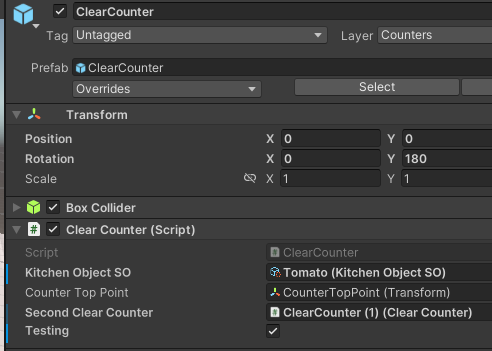 ClearCounter
Tag Untagged Layer Counters
Prefab ClearCounter
Overrides Select
Transform
Position X 0 Y 0
Rotation X 0 Y 180
Scale X 1 Y 1
Box Collider
# Clear Counter (Script)
Script # ClearCounter
Kitchen Object SO Tomato (Kitchen Object SO)
Counter Top Point CounterTopPoint (Transform)
Second Clear Counter # ClearCounter (1) (Clear Counter)
Testing